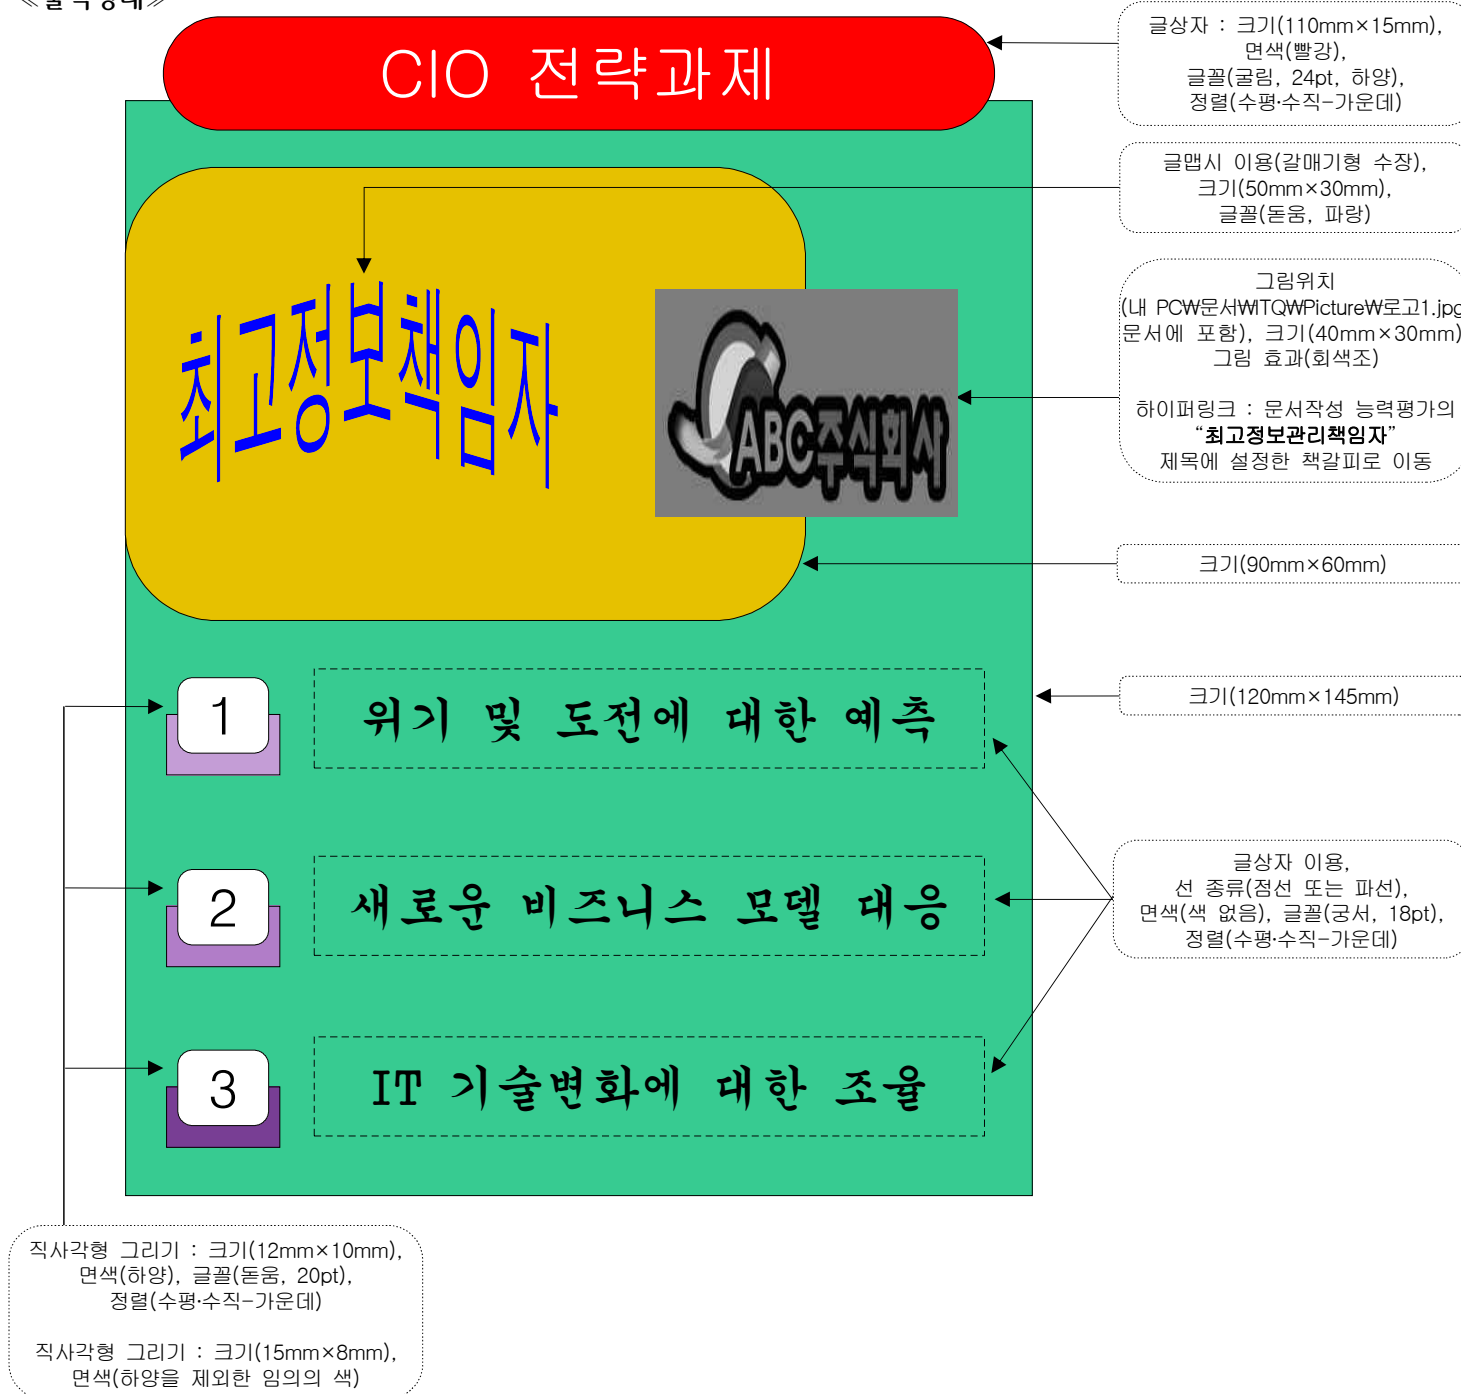 ≪출력형태≫
CIO 전략과제
글상자 : 크기(110mm×15mm),
면색(빨강),
글꼴(굴림, 24pt, 하양),
정렬(수평·수직-가운데)
글맵시 이용(갈매기형 수장),
크기(50mm×30mm),
글꼴(돋움, 파랑)
최고정보책임자
ABC주식회사
그림위치
(내 PC₩문서₩ITQ₩Picture₩로고1.jpg
문서에 포함), 크기(40mm×30mm)
그림 효과(회색조)
하이퍼링크 : 문서작성 능력평가의
“최고정보관리책임자”
제목에 설정한 책갈피로 이동
크기(90mm×60mm)
크기(120mm×145mm)
1 위기 및 도전에 대한 예측
2 새로운 비즈니스 모델 대응
3 IT 기술변화에 대한 조율
글상자 이용,
선 종류(점선 또는 파선),
면색(색 없음), 글꼴(궁서, 18pt),
정렬(수평·수직-가운데)
직사각형 그리기 : 크기(12mm×10mm),
면색(하양), 글꼴(돋움, 20pt),
정렬(수평·수직-가운데)
직사각형 그리기 : 크기(15mm×8mm),
면색(하양을 제외한 임의의 색)